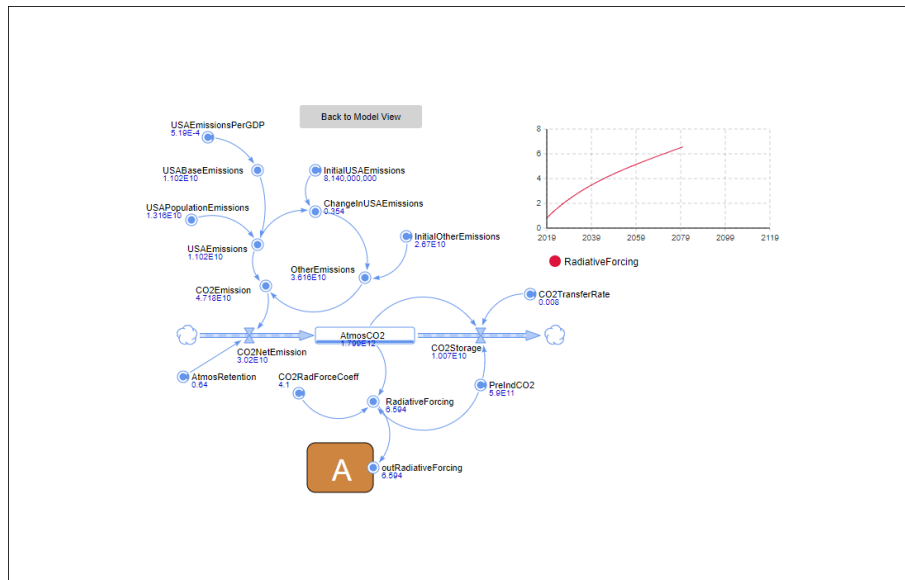 Back to Model View
USAEmissionsPerGDP
5.19E-4
USABaseEmissions
1.102E10
InitialUSAEmissions
8,140,000,000
USAPopulationEmissions
1.316E10
ChangeInUSAEmissions
0.354
USAEmissions
1.102E10
InitialOtherEmissions
2.67E10
OtherEmissions
3.616E10
CO2Emission
4.718E10
CO2TransferRate
0.008
AtmosCO2
1.799E12
CO2NetEmission
3.02E10
CO2Storage
1.007E10
AtmosRetention
0.64
CO2RadForceCoeff
4.1
PreIndCO2
5.9E11
RadiativeForcing
6.594
A
outRadiativeForcing
6.594
8
6
4
2
0
2019 2039 2059 2079 2099 2119
RadiativeForcing